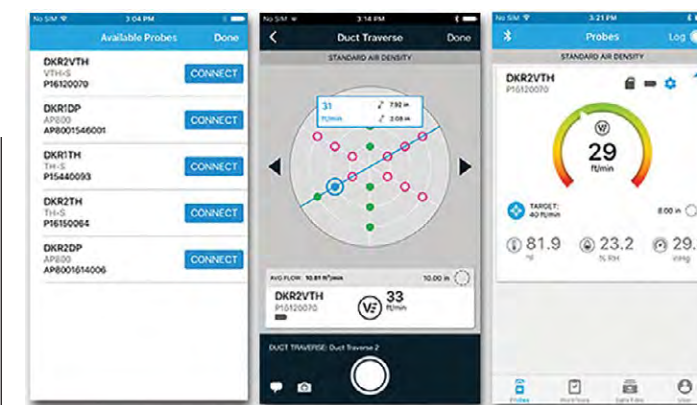 No SIM 3:04 PM
Available Probes Done
DKR2VTH
VTH-S
P16120070
CONNECT
DKR1DP
AP800
AP8001546001
CONNECT
DKR1TH
TH-S
P15440093
CONNECT
DKR2TH
TH-S
P16150064
CONNECT
DKR2DP
AP800
AP8001614006
CONNECT
No SIM 3:14 PM
Duct Traverse Done
STANDARD AIR DENSITY
31 7.92 in
ft/min 2.08 in
AVG FLOW: 10.81 ft³/min 10.00 in
DKR2VTH
P16120070
33
ft/min
DUCT TRAVERSE: Duct Traverse 2
No SIM 3:21 PM
Probes Log
STANDARD AIR DENSITY
DKR2VTH
P16120070
29
ft/min
TARGET:
40 ft/min
8.00 in
81.9 23.2 29.
°F % RH inHg
Probes